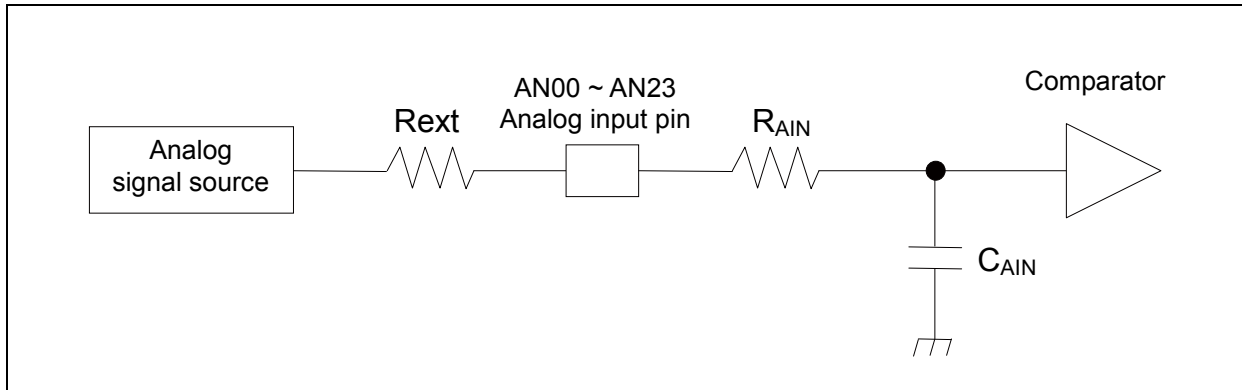 AN00 ~ AN23
Analog input pin
Comparator
Rext
RAIN
Analog
signal source
CAIN